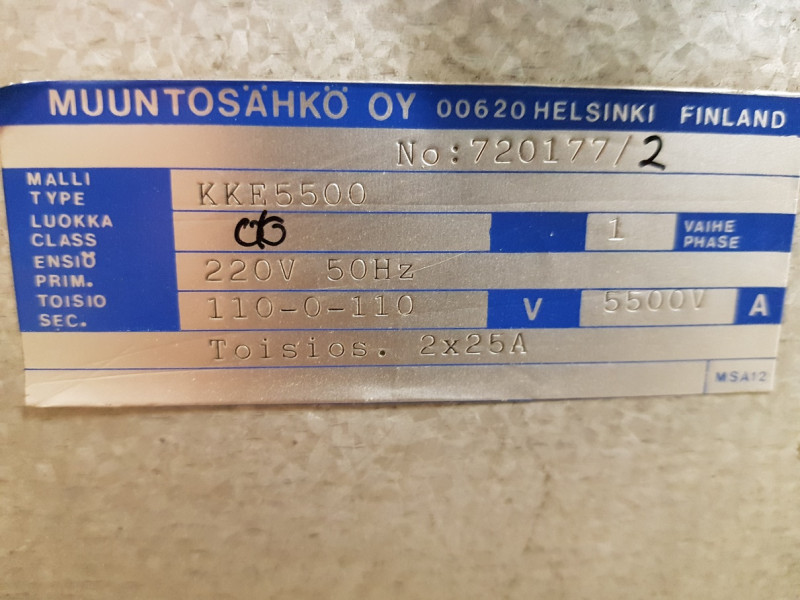 MUUNTOSÄHKÖ OY 00620 HELSINKI FINLAND
No:720177/2
MALLI
TYPE KKE5500
LUOKKA
CLASS 1 VAIHE
PHASE
ENSIÖ
PRIM. 220V 50Hz
TOISIO
SEC. 110-0-110 V 5500V A
Toisios. 2x25A
MSA12